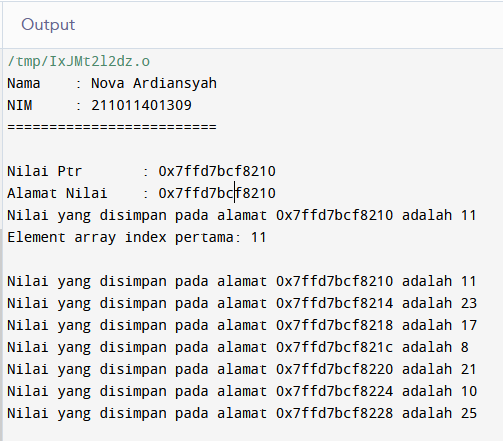 Output
/tmp/IxJMt2l2dz.o
Nama    : Nova Ardiansyah
NIM     : 211011401309
=========================
Nilai Ptr       : 0x7ffd7bcf8210
Alamat Nilai    : 0x7ffd7bcf8210
Nilai yang disimpan pada alamat 0x7ffd7bcf8210 adalah 11
Element array index pertama: 11
Nilai yang disimpan pada alamat 0x7ffd7bcf8210 adalah 11
Nilai yang disimpan pada alamat 0x7ffd7bcf8214 adalah 23
Nilai yang disimpan pada alamat 0x7ffd7bcf8218 adalah 17
Nilai yang disimpan pada alamat 0x7ffd7bcf821c adalah 8
Nilai yang disimpan pada alamat 0x7ffd7bcf8220 adalah 21
Nilai yang disimpan pada alamat 0x7ffd7bcf8224 adalah 10
Nilai yang disimpan pada alamat 0x7ffd7bcf8228 adalah 25